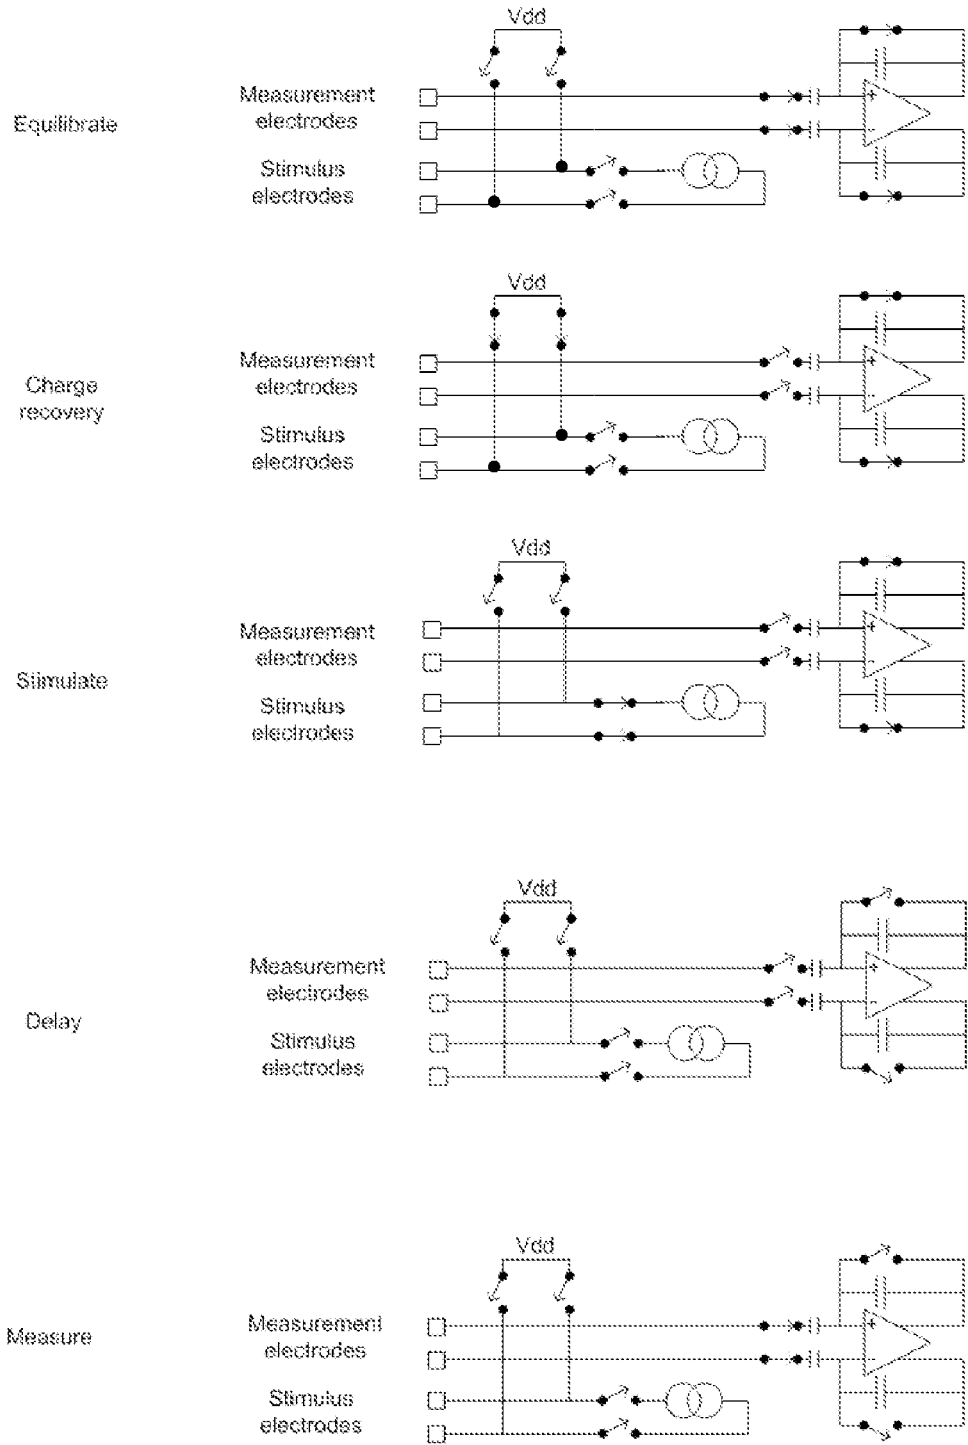 Vdd
Equilibrate
Measurement
electrodes
Stimulus
electrodes
+
-
Vdd
Charge
recovery
Measurement
electrodes
Stimulus
electrodes
+
-
Vdd
Stimulate
Measurement
electrodes
Stimulus
electrodes
+
-
Vdd
Delay
Measurement
electrodes
Stimulus
electrodes
+
-
Vdd
Measure
Measurement
electrodes
Stimulus
electrodes
+
-